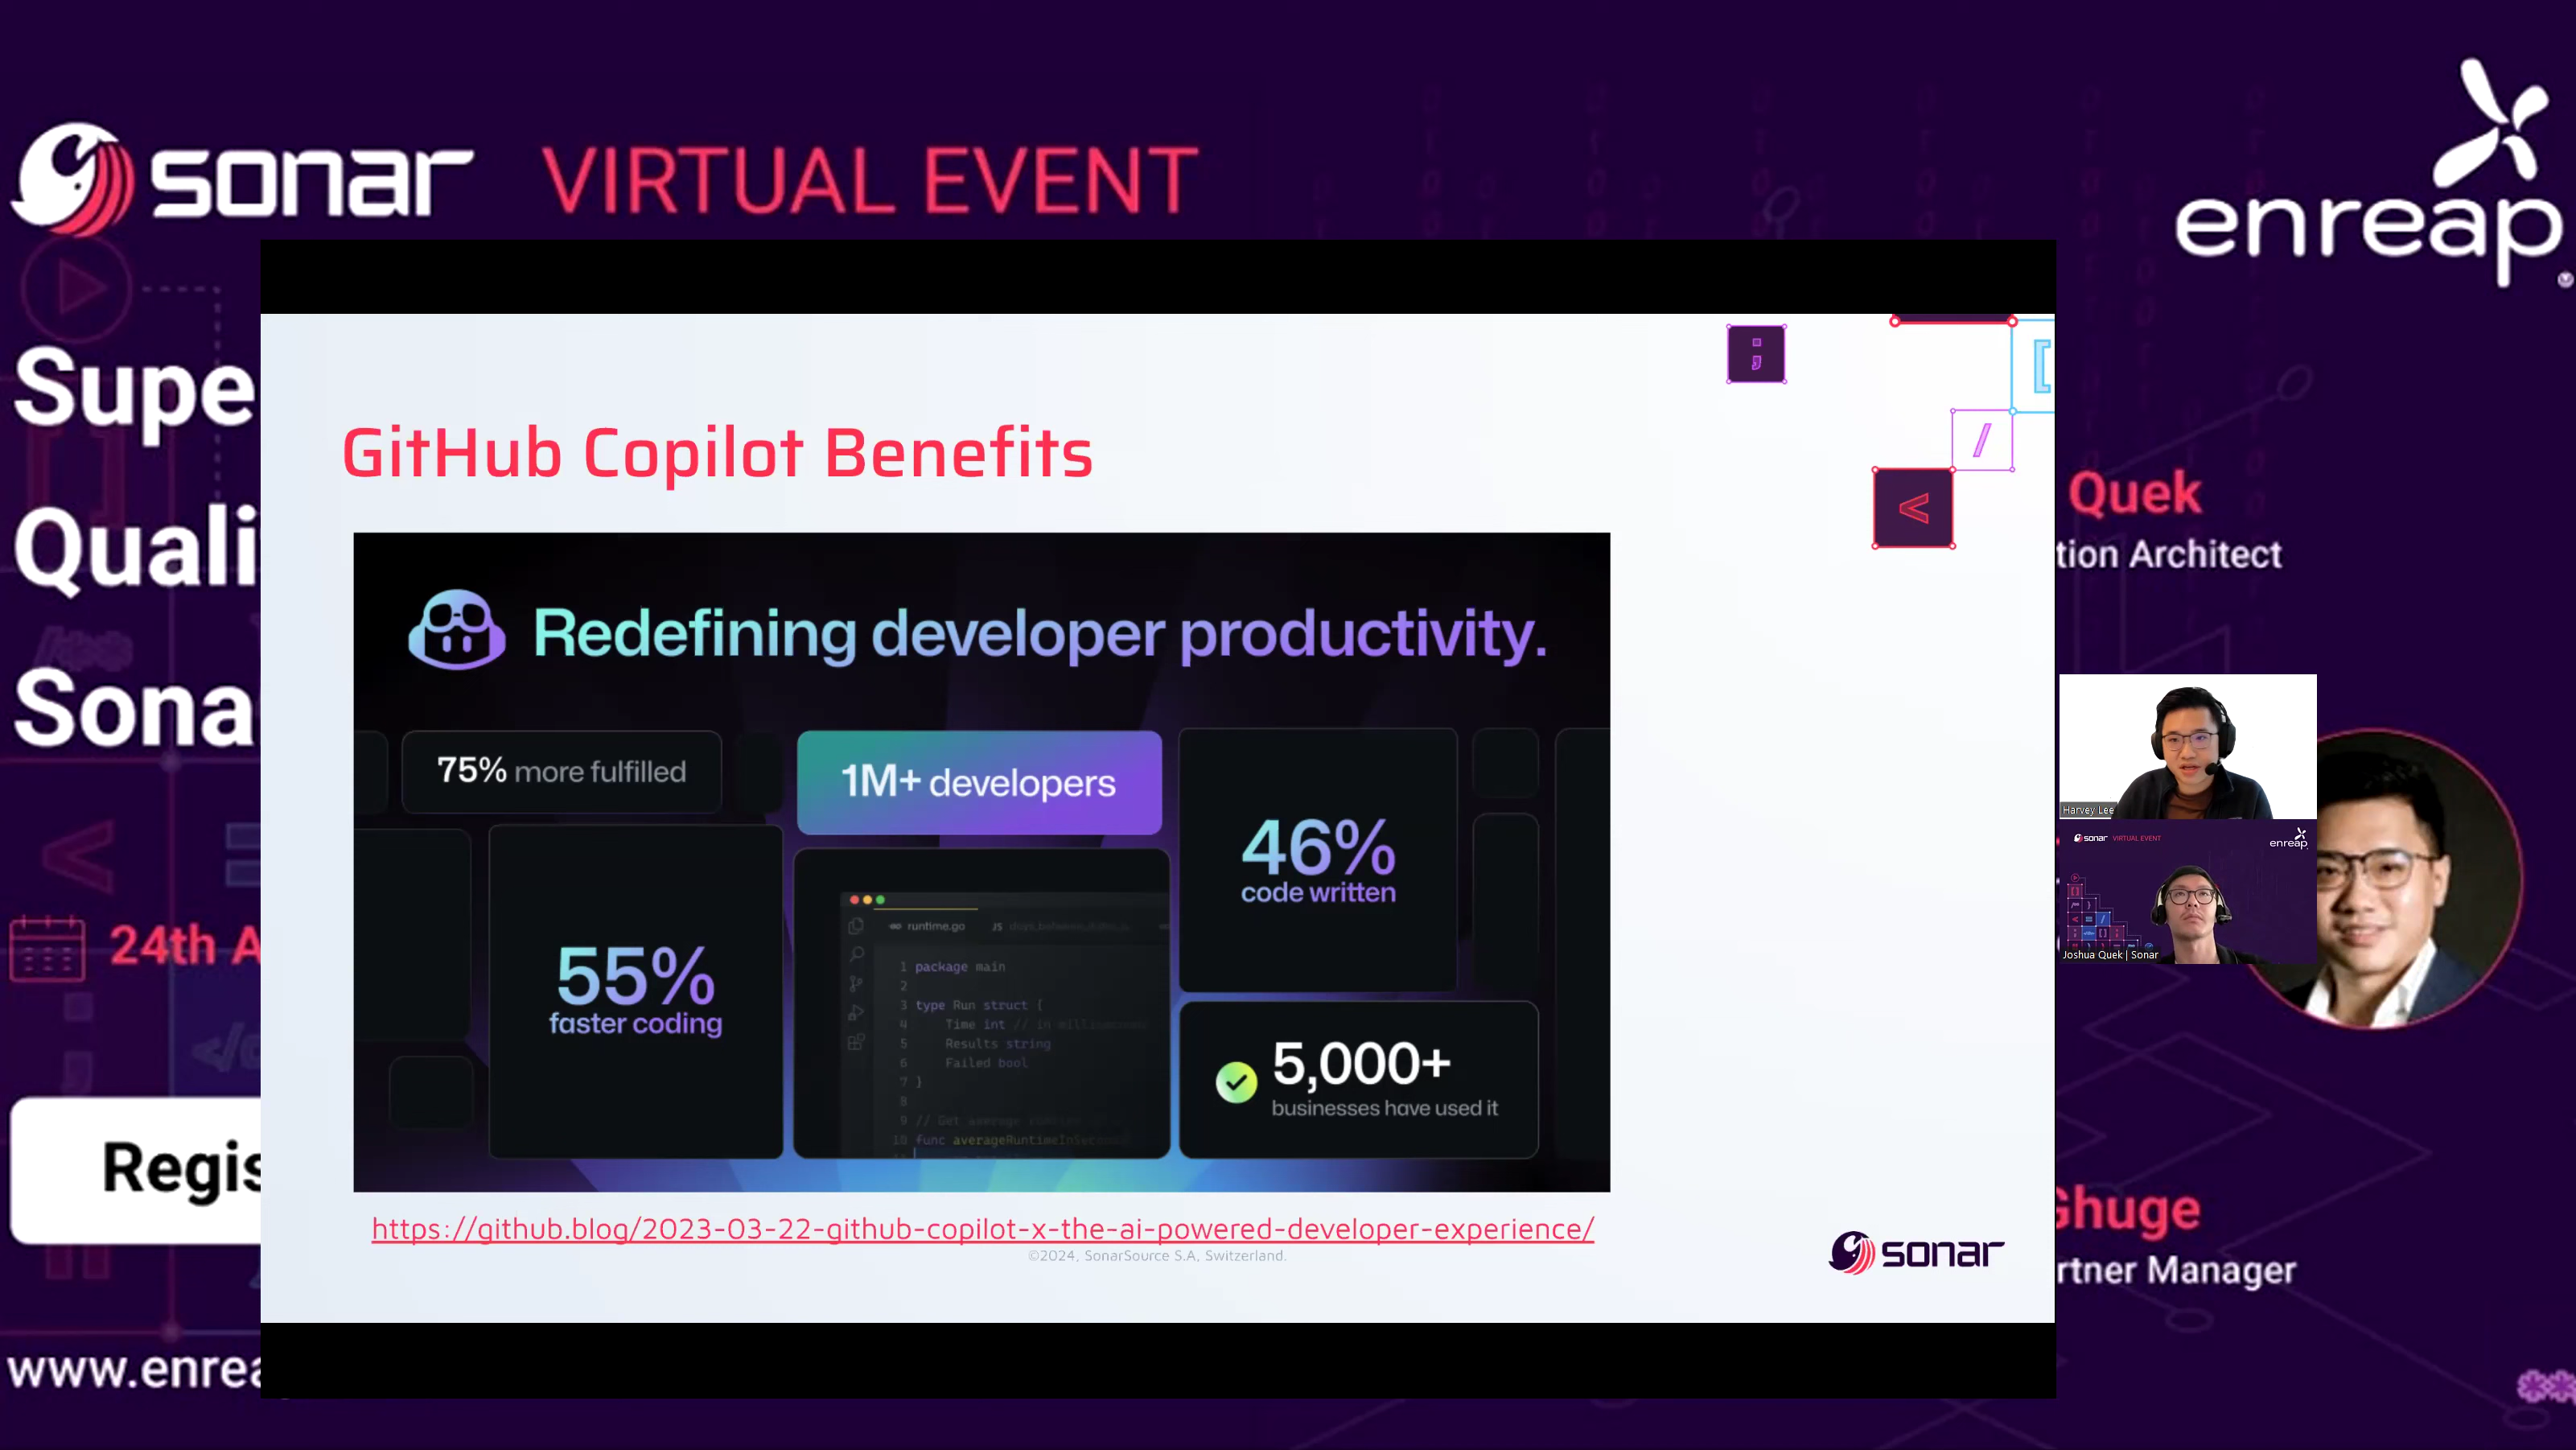 sonar VIRTUAL EVENT
enreap
Supe
Quali
Sona
24th A
Regis
www.enrea
GitHub Copilot Benefits
;
[
/
<
Redefining developer productivity.
75% more fulfilled
1M+ developers
46%
code written
55%
faster coding
runtime.go
JS
1 package main
2
3 type Run struct {
4 Time int // in
5 Results string
6 Failed bool
7 }
8
9 // Get average
10 func averageRuntimeInSeconds
5,000+
businesses have used it
https://github.blog/2023-03-22-github-copilot-x-the-ai-powered-developer-experience/
©2024, SonarSource S.A, Switzerland.
sonar
Quek
tion Architect
Harvey Lee
sonar VIRTUAL EVENT
enreap
Joshua Quek | Sonar
Ghuge
rtner Manager